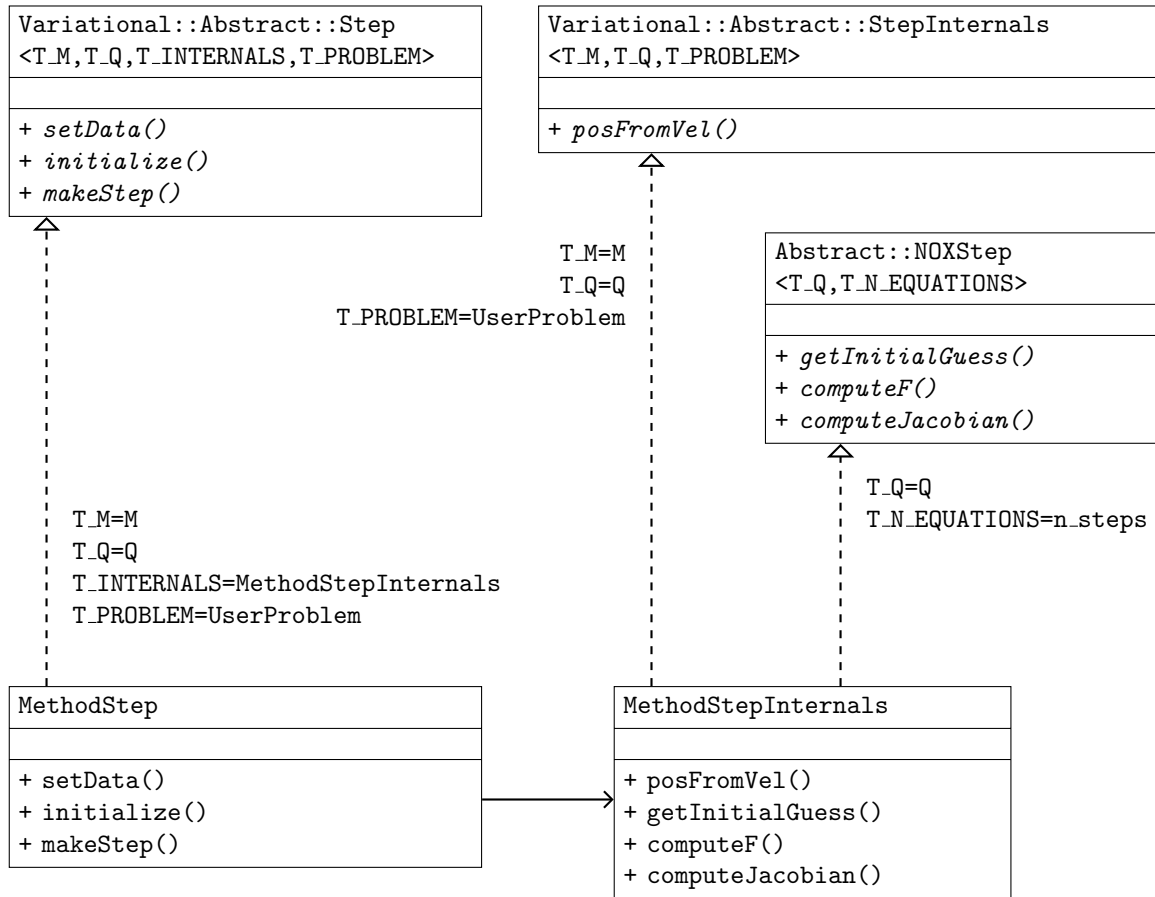 Variational::Abstract::Step
<T_M,T_Q,T_INTERNALS,T_PROBLEM>
+ setData()
+ initialize()
+ makeStep()
Variational::Abstract::StepInternals
<T_M,T_Q,T_PROBLEM>
+ posFromVel()
T_M=M
T_Q=Q
T_PROBLEM=UserProblem
Abstract::NOXStep
<T_Q,T_N_EQUATIONS>
+ getInitialGuess()
+ computeF()
+ computeJacobian()
T_M=M
T_Q=Q
T_INTERNALS=MethodStepInternals
T_PROBLEM=UserProblem
T_Q=Q
T_N_EQUATIONS=n_steps
MethodStep
+ setData()
+ initialize()
+ makeStep()
MethodStepInternals
+ posFromVel()
+ getInitialGuess()
+ computeF()
+ computeJacobian()